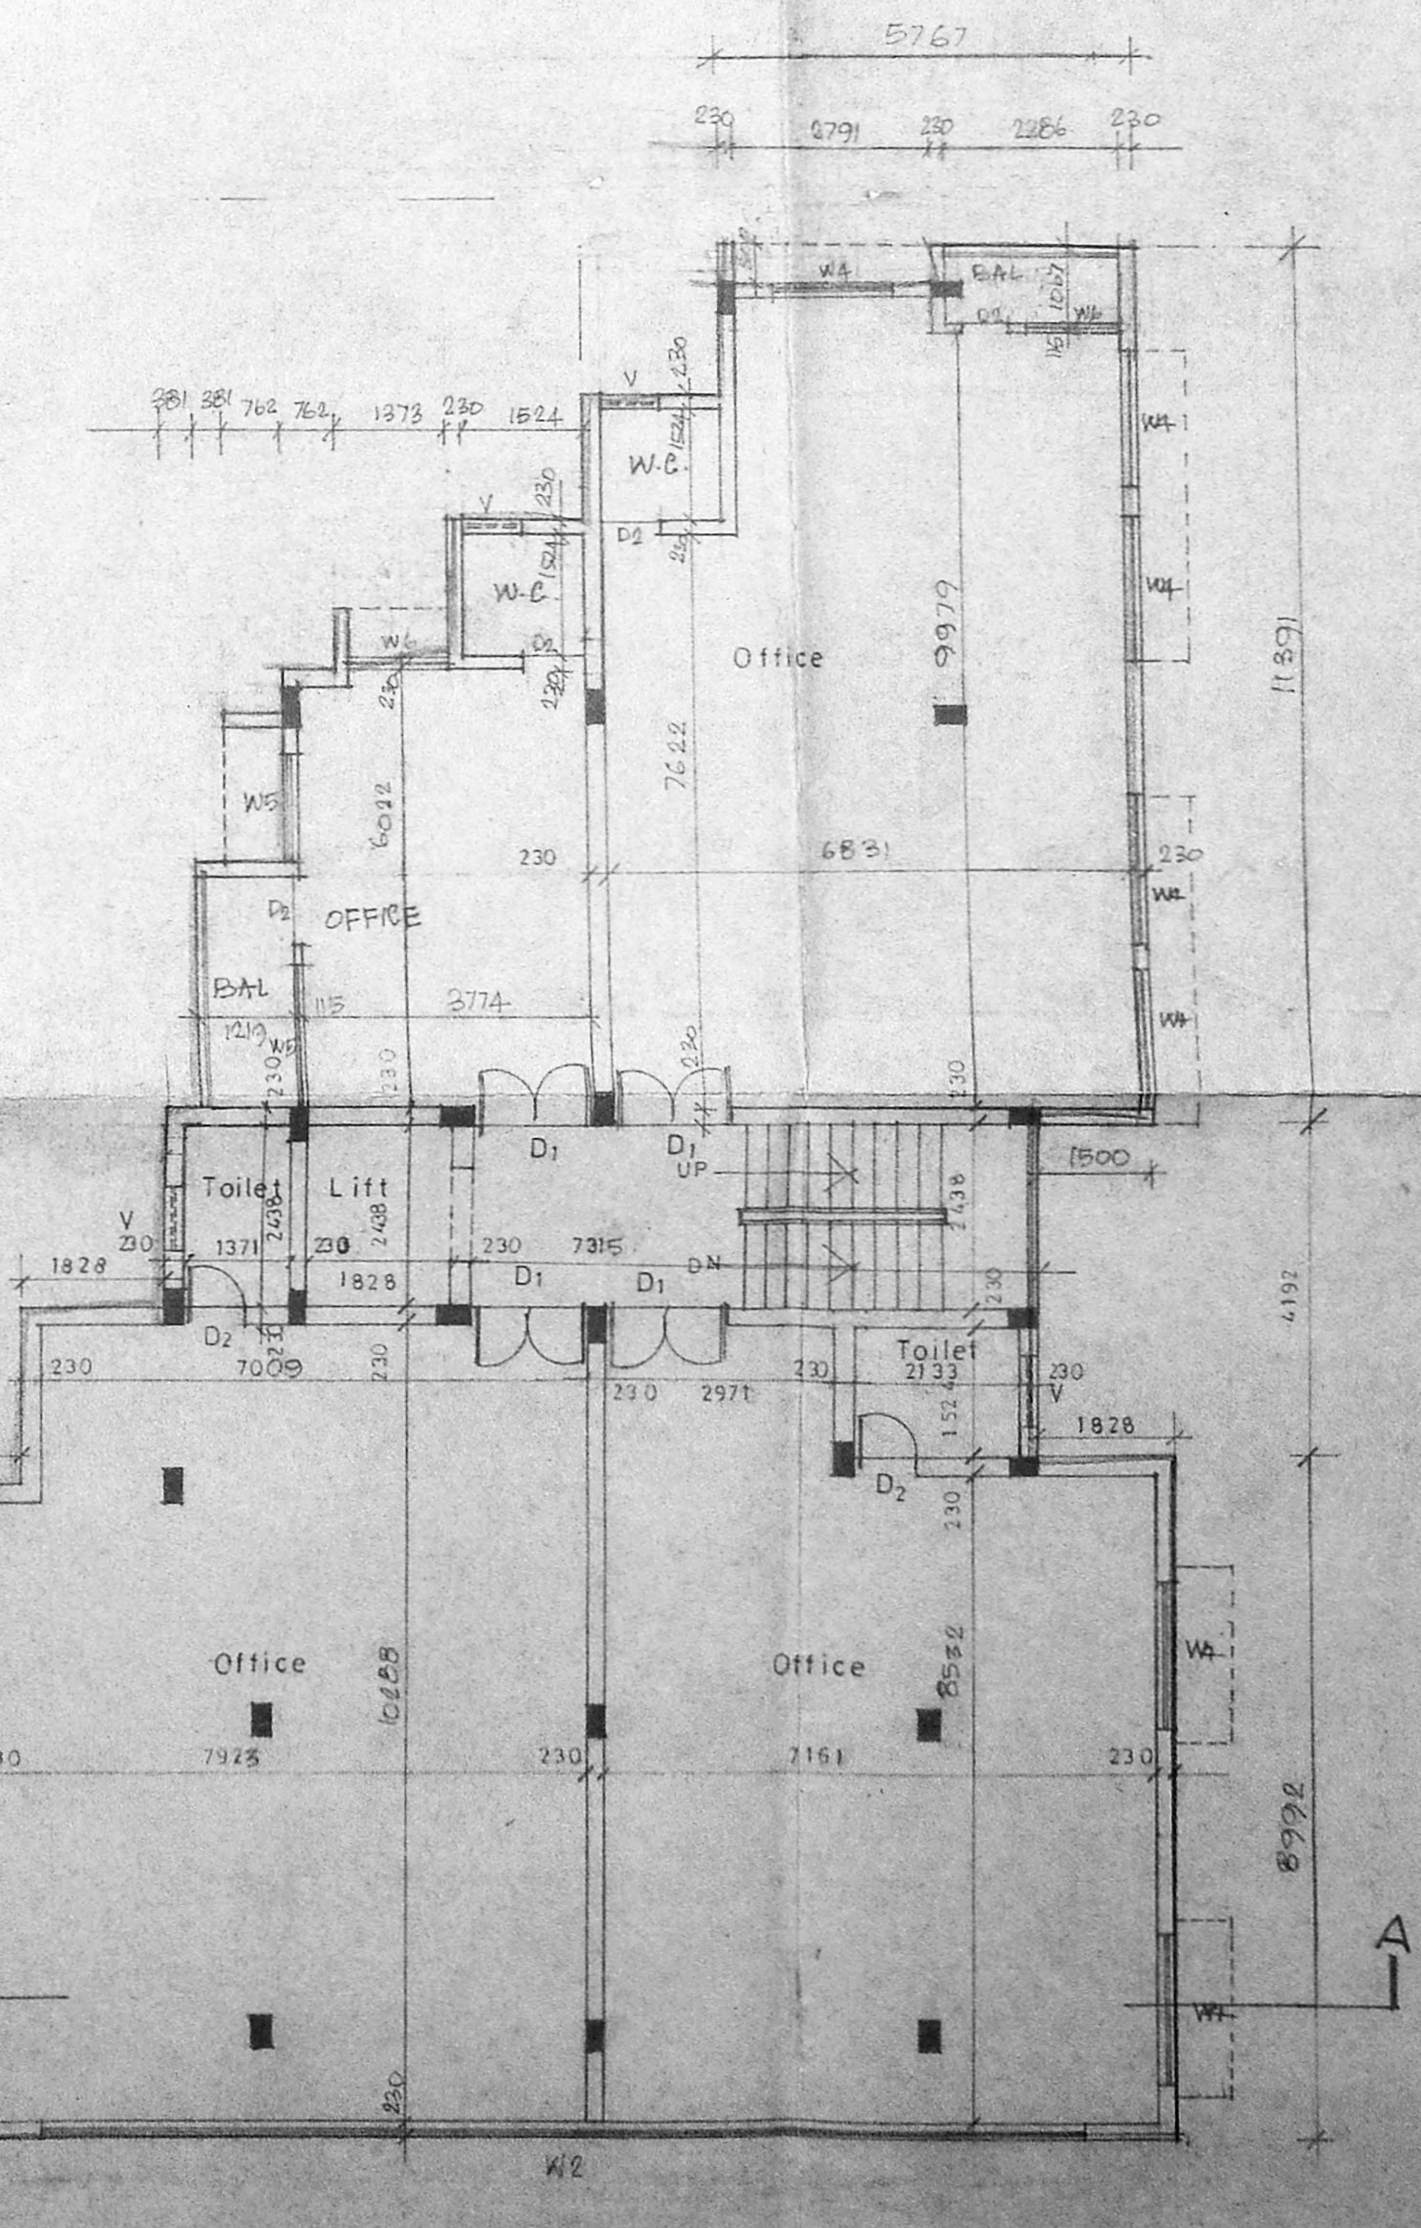 5767
230 2791 230 2286 230
W4 BAL 1067
D2 W6
115
381 381 762 762 1373 230 1524
V 230
W4
W.C. 1524
V 230
D2 230
W.C. 1524
W4
W6 D2
230 230
Office 9979 11391
7622
W5 6022
230 6831 230
D2 OFFICE
BAL 115 3774
1219 W5
230 230 230 230
W4
D1 D1
UP 1500
Toilet Lift
V 2438 2438 2438
230 1371 230 230 7315
1828 1828 D1 D1 DN
230 4192
D2 230 230 Toilet
230 7009 230 2133 230
230 2971 V
1524 1828
D2
230
Office Office W4
10288 8532
7923 230 7161 230
8992
A
W4
230
W2